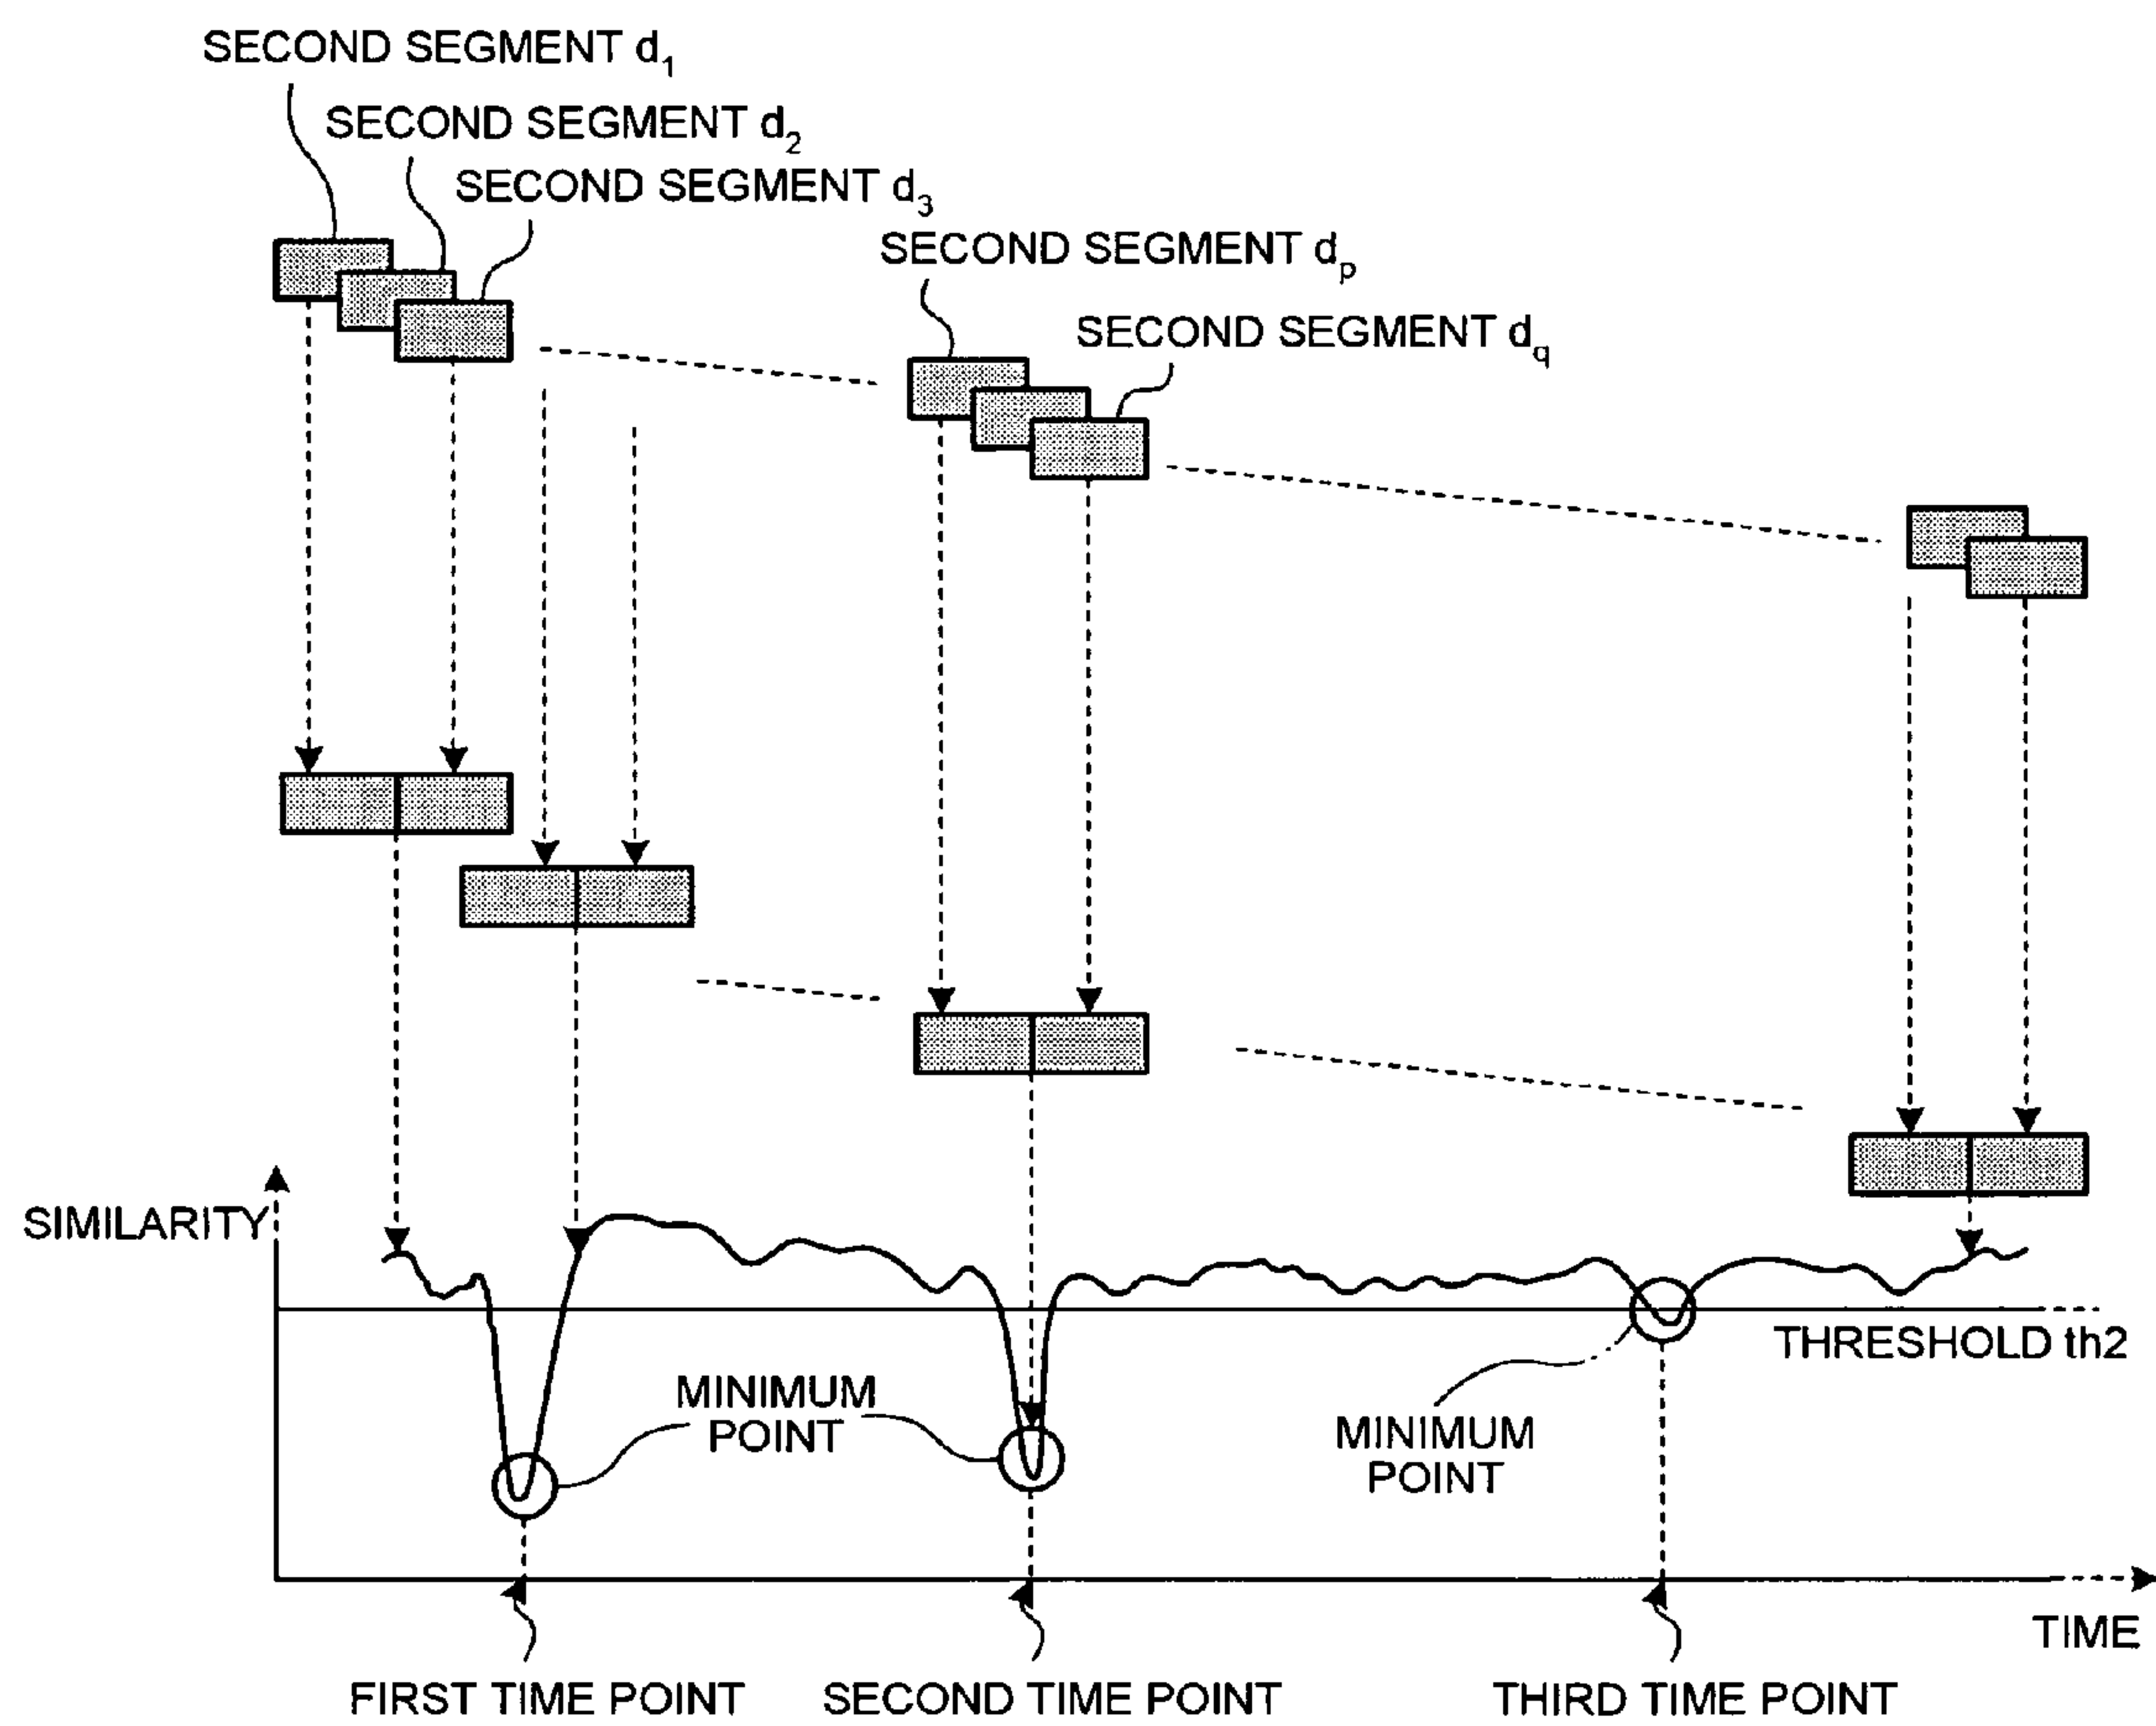 SECOND SEGMENT d1
SECOND SEGMENT d2
SECOND SEGMENT d3
SECOND SEGMENT dp
SECOND SEGMENT dq
SIMILARITY
THRESHOLD th2
MINIMUM
POINT
MINIMUM
POINT
TIME
FIRST TIME POINT
SECOND TIME POINT
THIRD TIME POINT